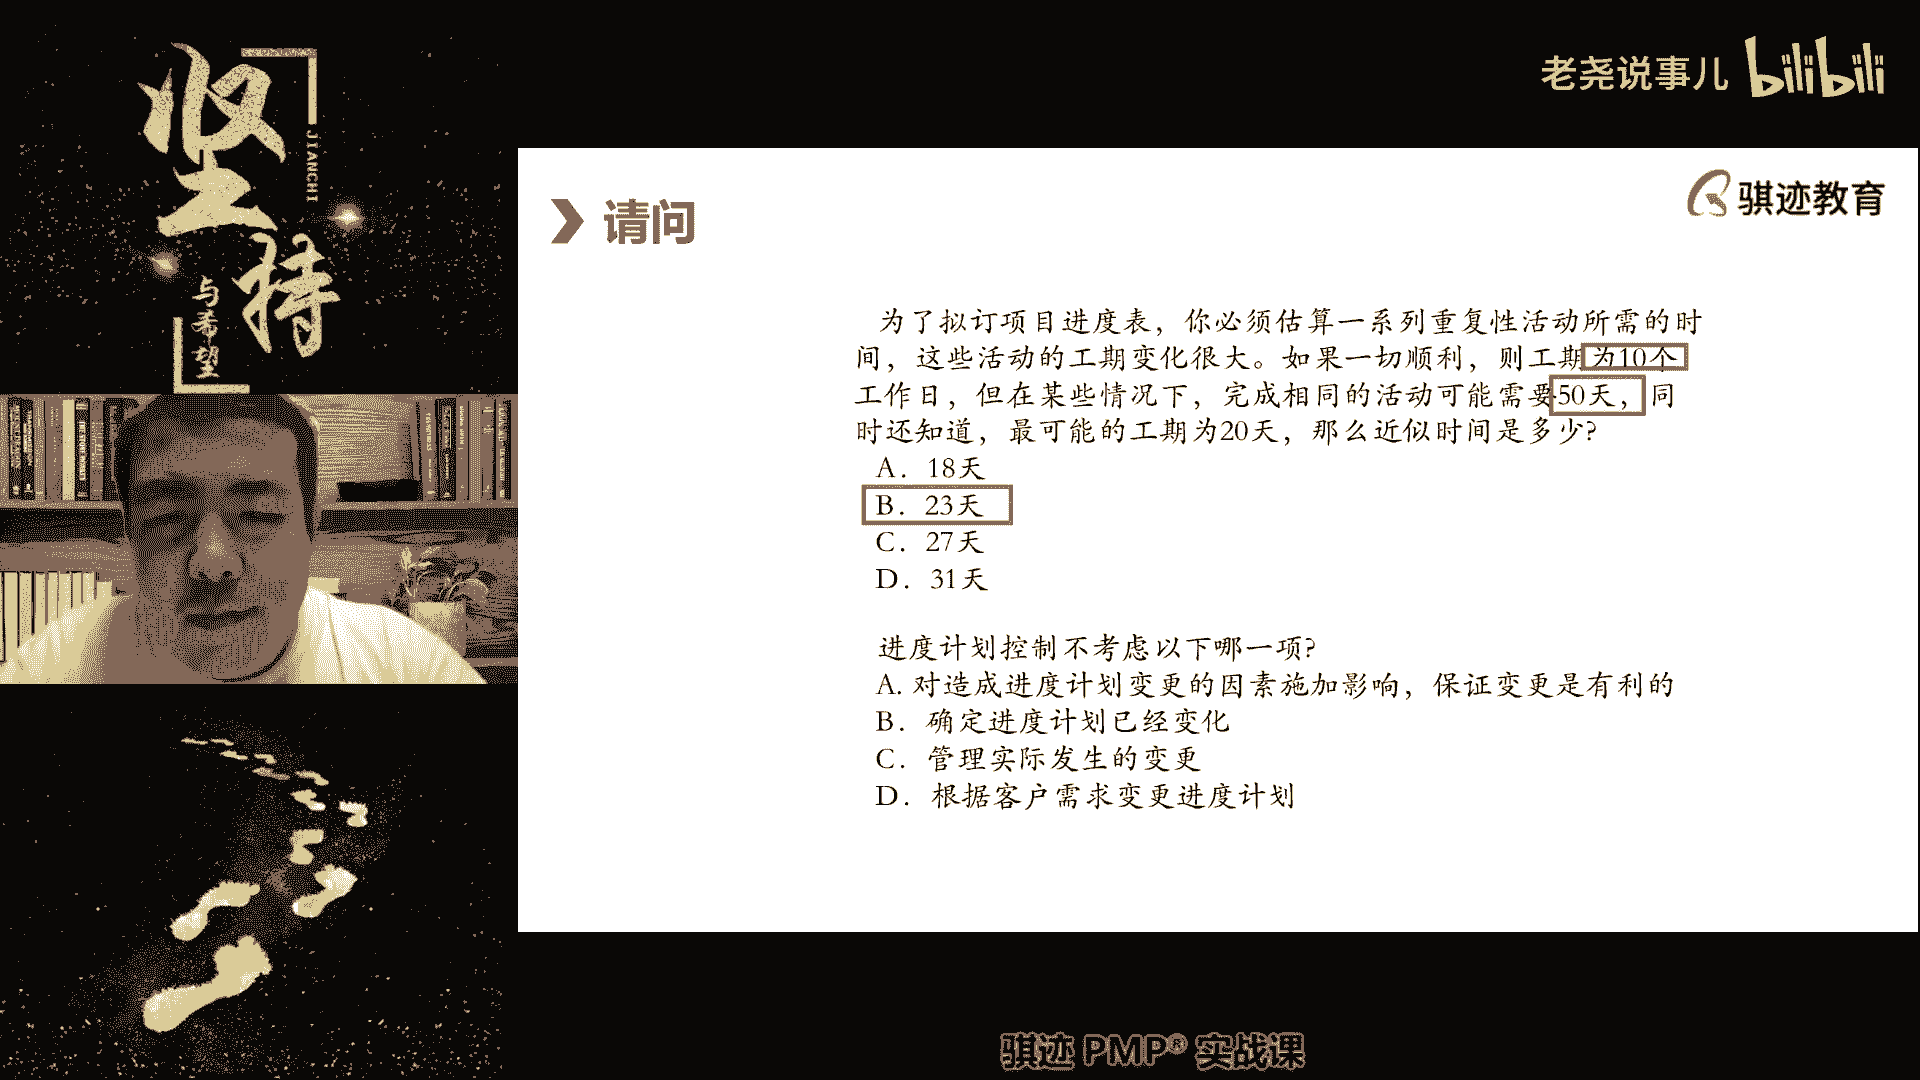 坚持
JIANCHI
与希望
老尧说事儿 bilibili
骐迹教育
请问
为了拟订项目进度表，你必须估算一系列重复性活动所需的时
间，这些活动的工期变化很大。如果一切顺利，则工期为10个
工作日，但在某些情况下，完成相同的活动可能需要50天，同
时还知道，最可能的工期为20天，那么近似时间是多少?
A. 18天
B. 23天
C. 27天
D. 31天
进度计划控制不考虑以下哪一项?
A. 对造成进度计划变更的因素施加影响，保证变更是有利的
B. 确定进度计划已经变化
C. 管理实际发生的变更
D. 根据客户需求变更进度计划
骐迹 PMP® 实战课